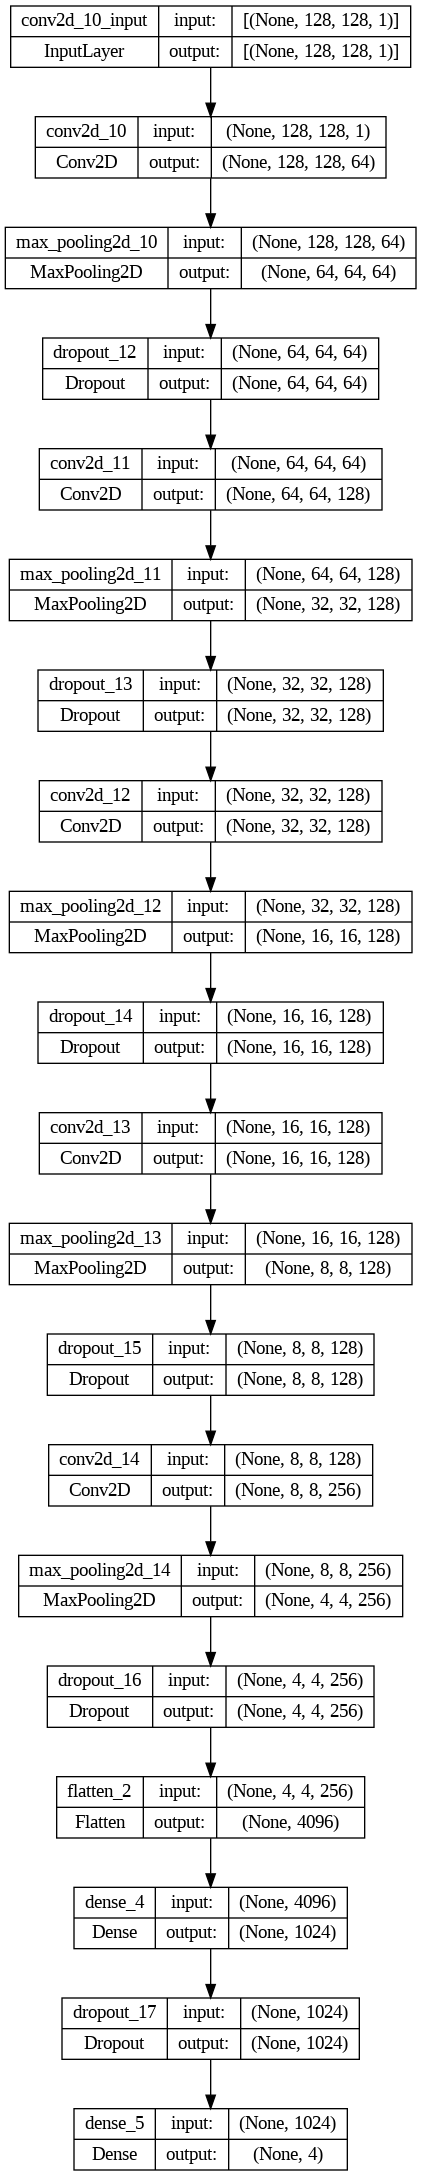 conv2d_10_input input: [(None, 128, 128, 1)]
InputLayer output: [(None, 128, 128, 1)]
conv2d_10 input: (None, 128, 128, 1)
Conv2D output: (None, 128, 128, 64)
max_pooling2d_10 input: (None, 128, 128, 64)
MaxPooling2D output: (None, 64, 64, 64)
dropout_12 input: (None, 64, 64, 64)
Dropout output: (None, 64, 64, 64)
conv2d_11 input: (None, 64, 64, 64)
Conv2D output: (None, 64, 64, 128)
max_pooling2d_11 input: (None, 64, 64, 128)
MaxPooling2D output: (None, 32, 32, 128)
dropout_13 input: (None, 32, 32, 128)
Dropout output: (None, 32, 32, 128)
conv2d_12 input: (None, 32, 32, 128)
Conv2D output: (None, 32, 32, 128)
max_pooling2d_12 input: (None, 32, 32, 128)
MaxPooling2D output: (None, 16, 16, 128)
dropout_14 input: (None, 16, 16, 128)
Dropout output: (None, 16, 16, 128)
conv2d_13 input: (None, 16, 16, 128)
Conv2D output: (None, 16, 16, 128)
max_pooling2d_13 input: (None, 16, 16, 128)
MaxPooling2D output: (None, 8, 8, 128)
dropout_15 input: (None, 8, 8, 128)
Dropout output: (None, 8, 8, 128)
conv2d_14 input: (None, 8, 8, 128)
Conv2D output: (None, 8, 8, 256)
max_pooling2d_14 input: (None, 8, 8, 256)
MaxPooling2D output: (None, 4, 4, 256)
dropout_16 input: (None, 4, 4, 256)
Dropout output: (None, 4, 4, 256)
flatten_2 input: (None, 4, 4, 256)
Flatten output: (None, 4096)
dense_4 input: (None, 4096)
Dense output: (None, 1024)
dropout_17 input: (None, 1024)
Dropout output: (None, 1024)
dense_5 input: (None, 1024)
Dense output: (None, 4)